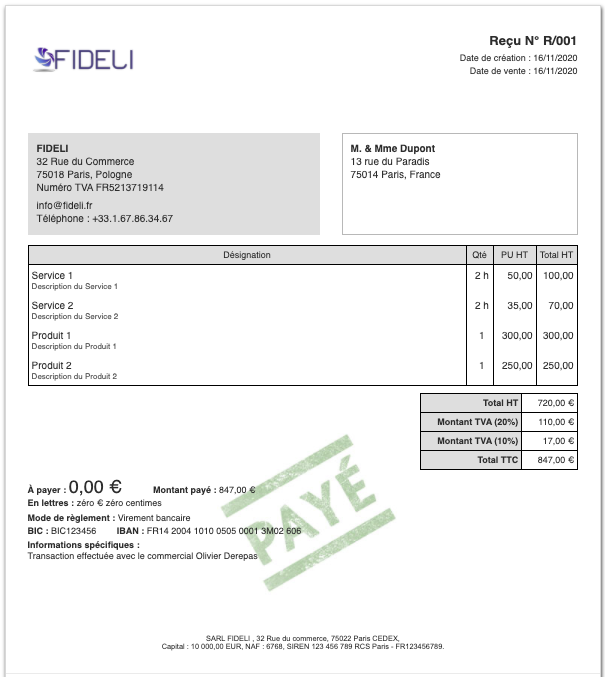 FIDELI
Reçu N° R/001
Date de création : 16/11/2020
Date de vente : 16/11/2020
FIDELI
32 Rue du Commerce
75018 Paris, Pologne
Numéro TVA FR5213719114
info@fideli.fr
Téléphone : +33.1.67.86.34.67
M. & Mme Dupont
13 rue du Paradis
75014 Paris, France
Désignation Qté PU HT Total HT
Service 1 2 h 50,00 100,00
Description du Service 1
Service 2 2 h 35,00 70,00
Description du Service 2
Produit 1 1 300,00 300,00
Description du Produit 1
Produit 2 1 250,00 250,00
Description du Produit 2
Total HT 720,00 €
Montant TVA (20%) 110,00 €
Montant TVA (10%) 17,00 €
Total TTC 847,00 €
À payer : 0,00 € Montant payé : 847,00 €
En lettres : zéro € zéro centimes
Mode de règlement : Virement bancaire
BIC : BIC123456 IBAN : FR14 2004 1010 0505 0001 3M02 606
Informations spécifiques :
Transaction effectuée avec le commercial Olivier Derepas
PAYÉ
SARL FIDELI , 32 Rue du commerce, 75022 Paris CEDEX,
Capital : 10 000,00 EUR, NAF : 6768, SIREN 123 456 789 RCS Paris - FR123456789.